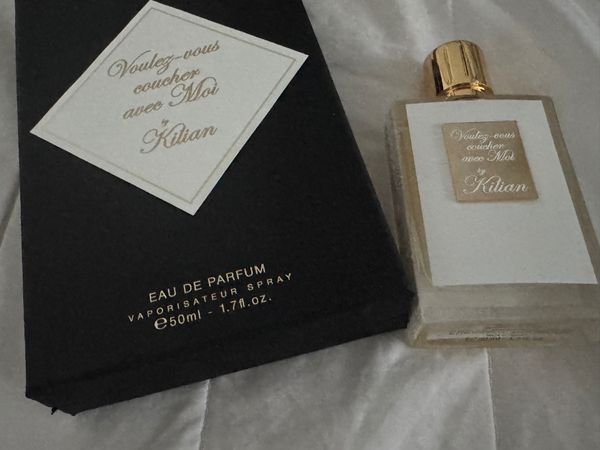 Voulez-vous
coucher
avec Moi
by
Kilian
EAU DE PARFUM
VAPORISATEUR SPRAY
℮50ml - 1.7fl.oz.
Voulez-vous
coucher
avec Moi
by
Kilian